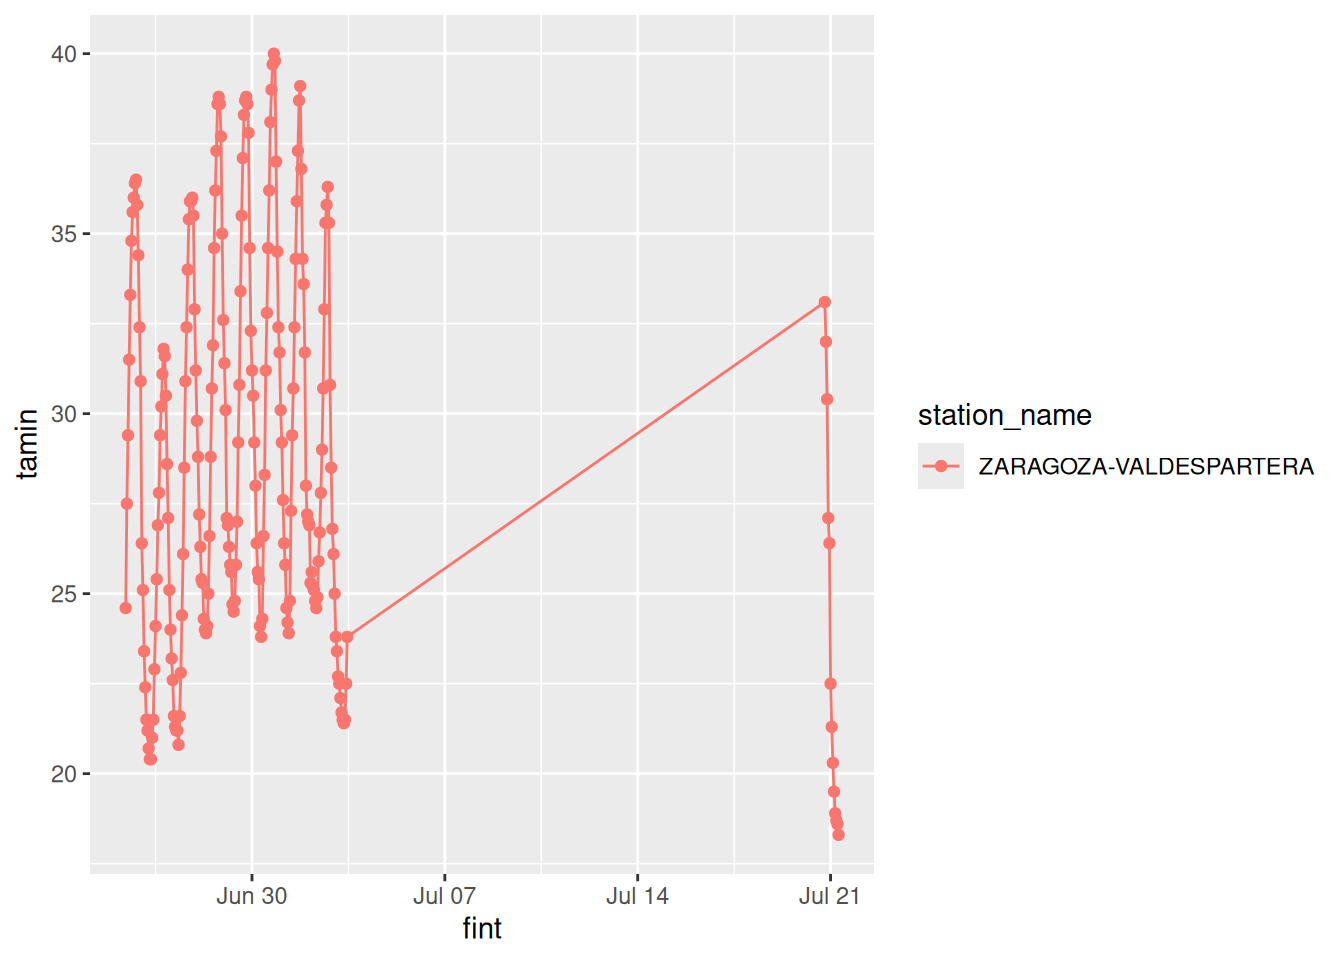 40
35
30
25
20
tamin
Jun 30
Jul 07
Jul 14
Jul 21
fint
station_name
ZARAGOZA-VALDESPARTERA